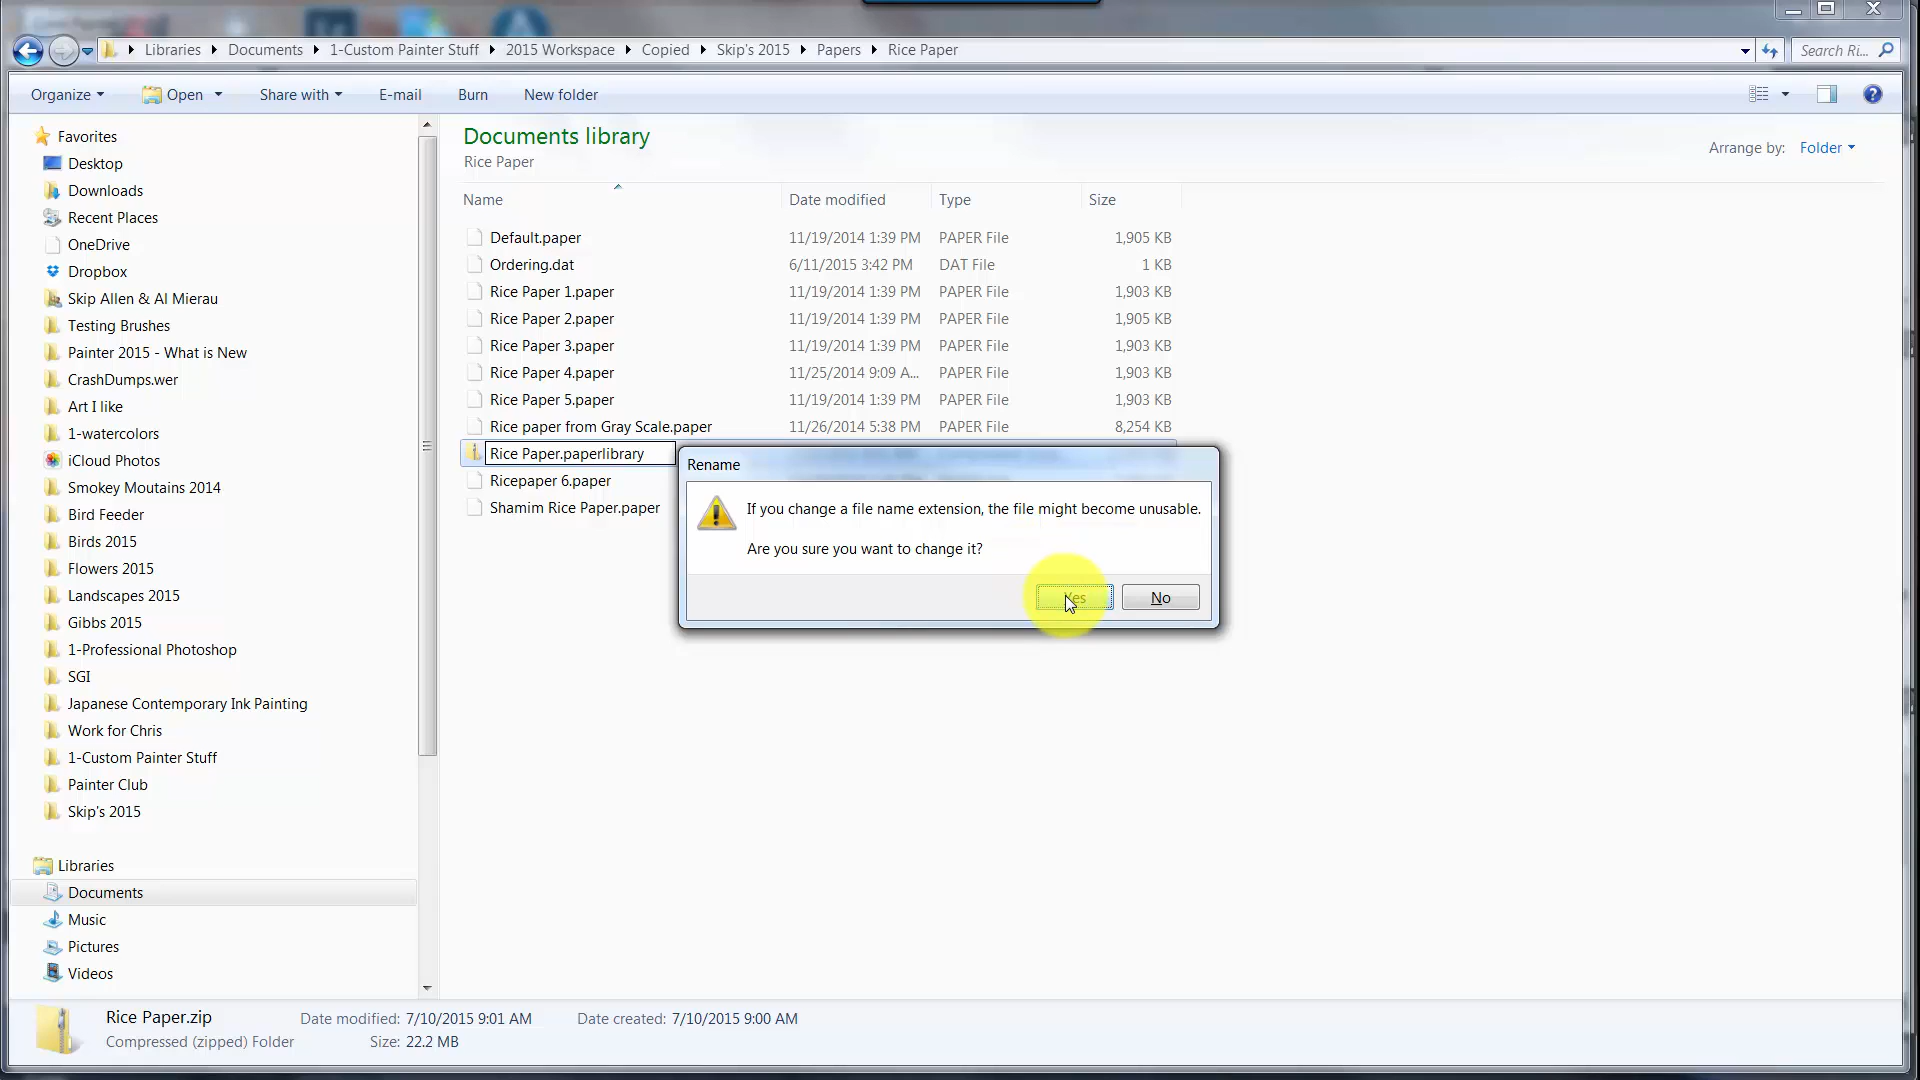 Libraries Documents 1-Custom Painter Stuff 2015 Workspace Copied Skip's 2015 Papers Rice Paper Search Ri...
Organize Open Share with E-mail Burn New folder
Favorites
Desktop
Downloads
Recent Places
OneDrive
Dropbox
Skip Allen & Al Mierau
Testing Brushes
Painter 2015 - What is New
CrashDumps.wer
Art I like
1-watercolors
iCloud Photos
Smokey Moutains 2014
Bird Feeder
Birds 2015
Flowers 2015
Landscapes 2015
Gibbs 2015
1-Professional Photoshop
SGI
Japanese Contemporary Ink Painting
Work for Chris
1-Custom Painter Stuff
Painter Club
Skip's 2015
Libraries
Documents
Music
Pictures
Videos
Documents library
Rice Paper
Arrange by: Folder
Name Date modified Type Size
Default.paper 11/19/2014 1:39 PM PAPER File 1,905 KB
Ordering.dat 6/11/2015 3:42 PM DAT File 1 KB
Rice Paper 1.paper 11/19/2014 1:39 PM PAPER File 1,903 KB
Rice Paper 2.paper 11/19/2014 1:39 PM PAPER File 1,905 KB
Rice Paper 3.paper 11/19/2014 1:39 PM PAPER File 1,903 KB
Rice Paper 4.paper 11/25/2014 9:09 A... PAPER File 1,903 KB
Rice Paper 5.paper 11/19/2014 1:39 PM PAPER File 1,903 KB
Rice paper from Gray Scale.paper 11/26/2014 5:38 PM PAPER File 8,254 KB
Rice Paper.paperlibrary
Ricepaper 6.paper
Shamim Rice Paper.paper
Rename
If you change a file name extension, the file might become unusable.
Are you sure you want to change it?
Yes No
Rice Paper.zip Date modified: 7/10/2015 9:01 AM Date created: 7/10/2015 9:00 AM
Compressed (zipped) Folder Size: 22.2 MB